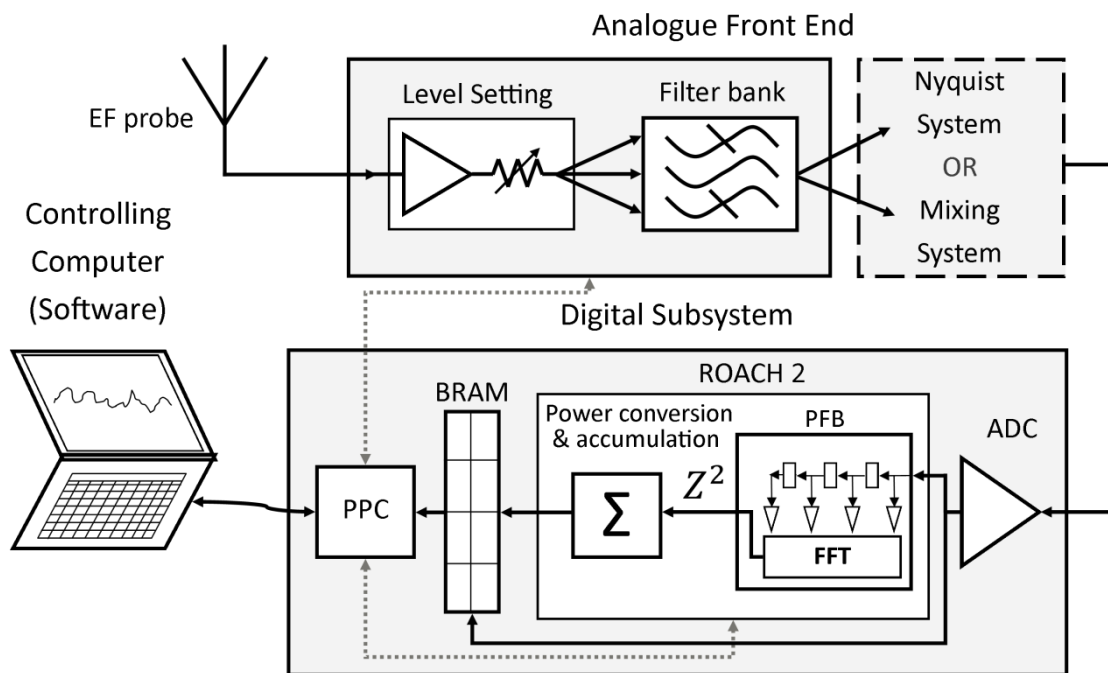 Analogue Front End
EF probe
Level Setting
Filter bank
Nyquist
System
OR
Mixing
System
Controlling
Computer
(Software)
Digital Subsystem
ROACH 2
BRAM
Power conversion
& accumulation
PFB
ADC
PPC
Σ
Z²
FFT